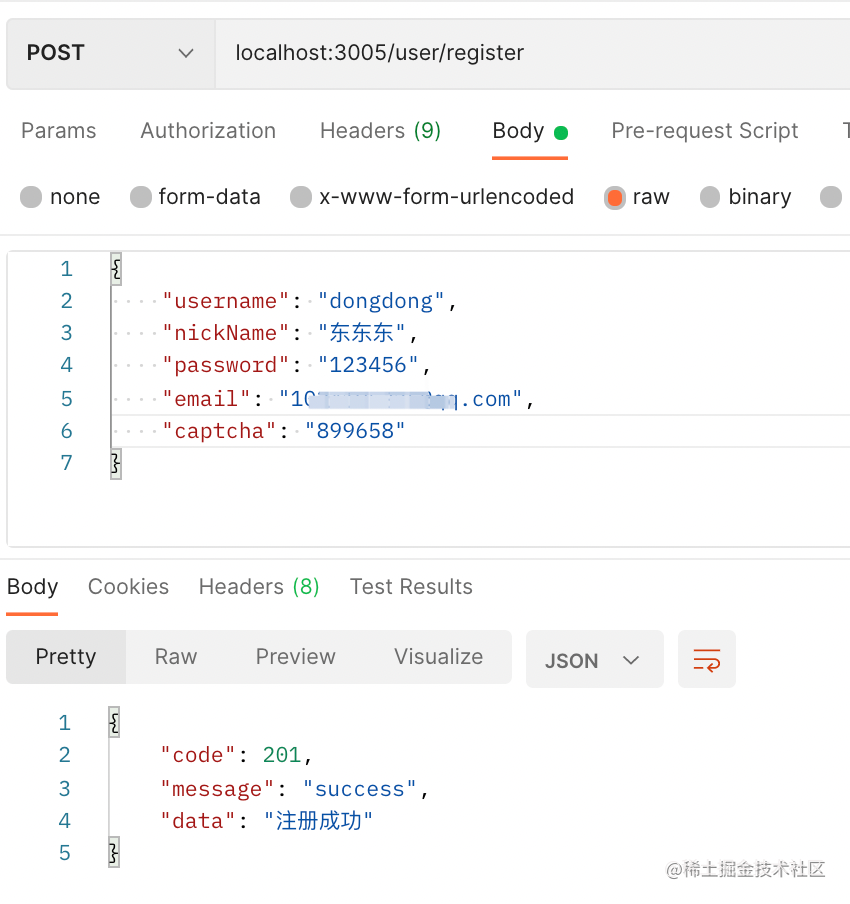 POST localhost:3005/user/register
Params Authorization Headers (9) Body Pre-request Script
none form-data x-www-form-urlencoded raw binary
1 {
2 "username": "dongdong",
3 "nickName": "东东东",
4 "password": "123456",
5 "email": "10 qq.com",
6 "captcha": "899658"
7 }
Body Cookies Headers (8) Test Results
Pretty Raw Preview Visualize JSON
1 {
2 "code": 201,
3 "message": "success",
4 "data": "注册成功"
5 }
@稀土掘金技术社区